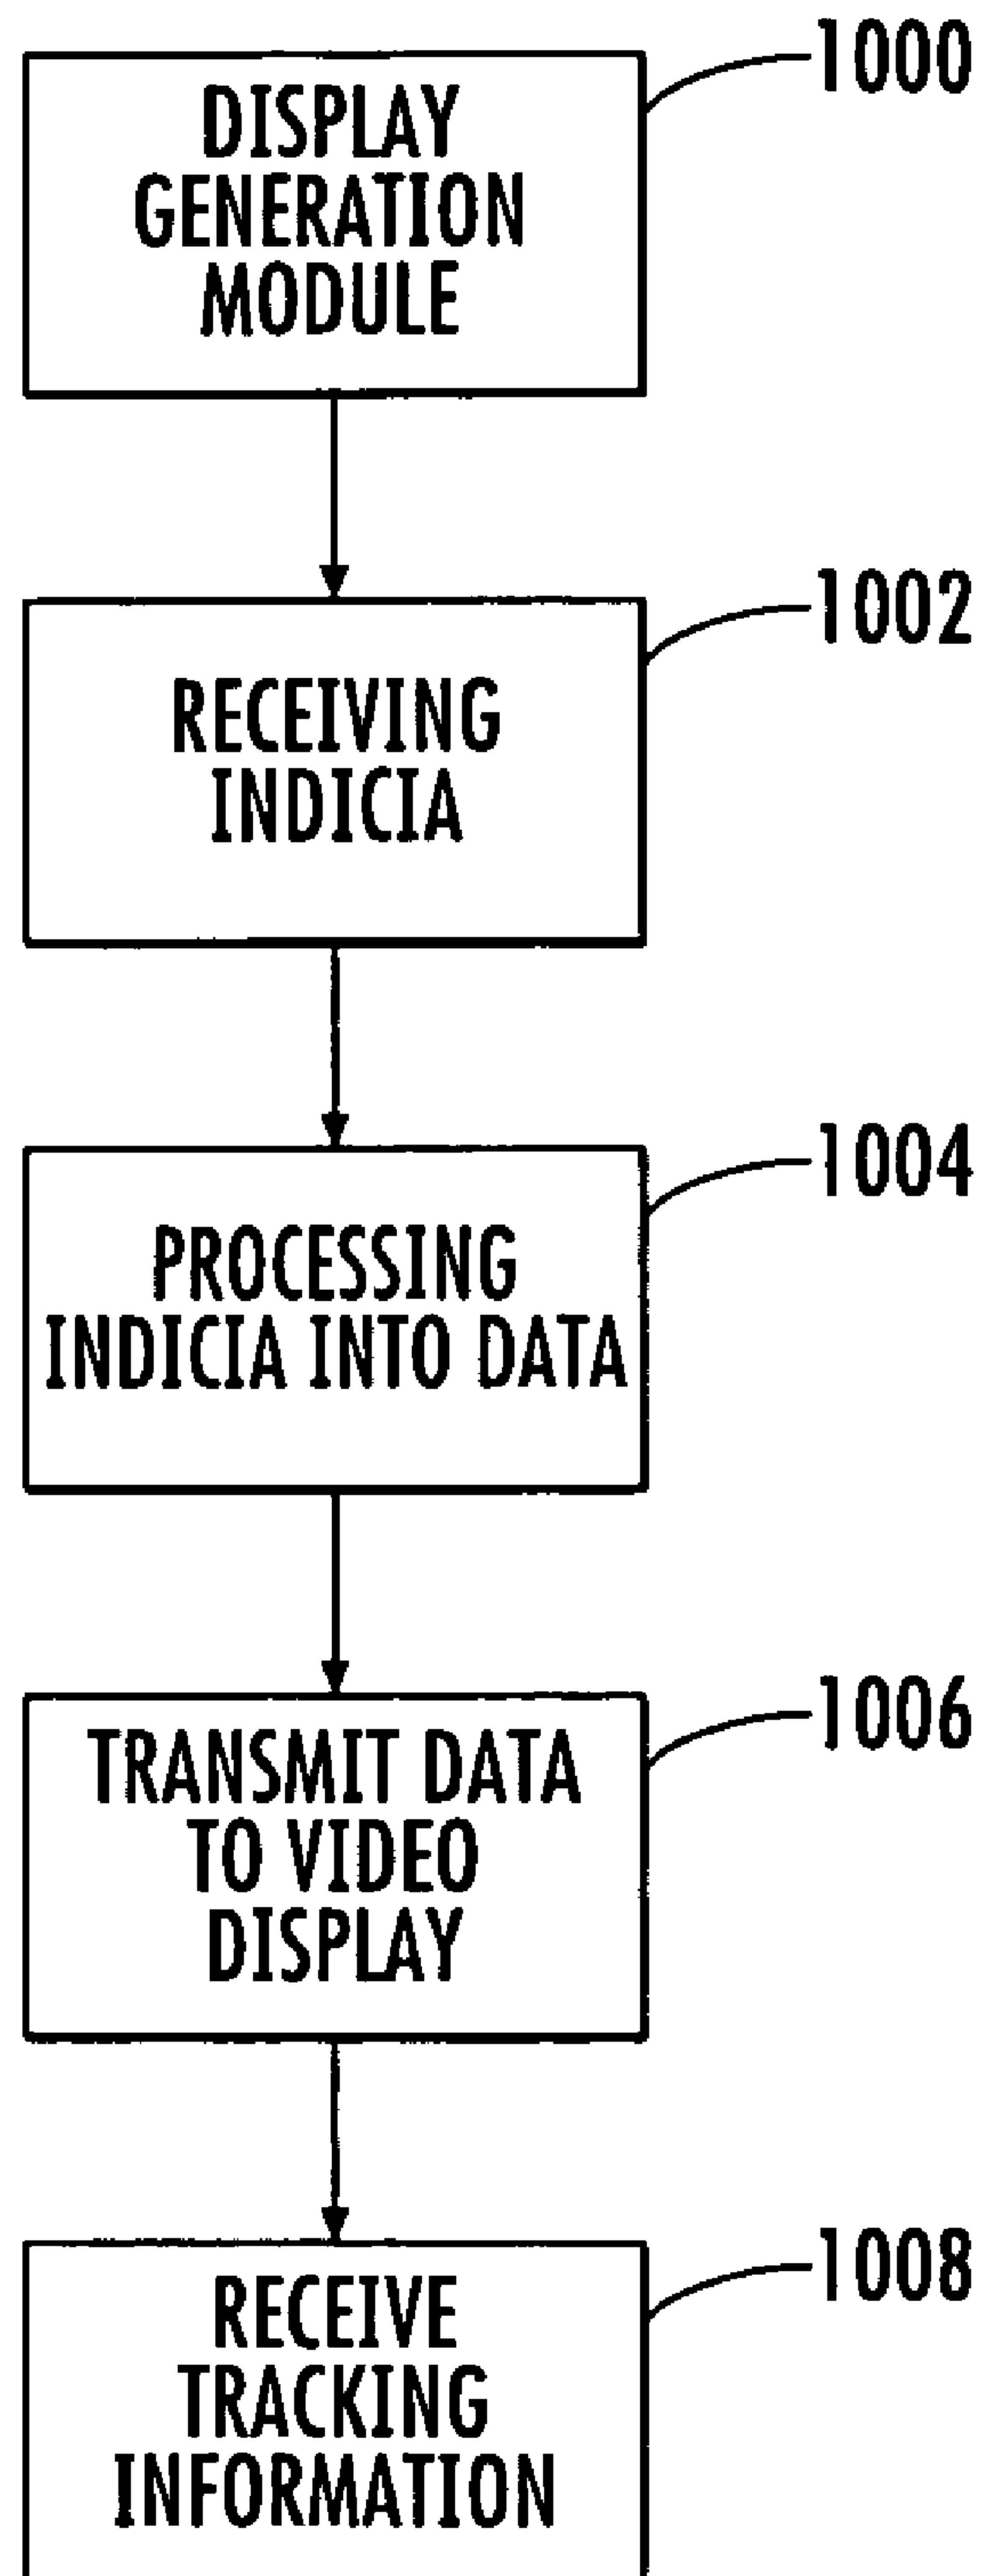 1000
DISPLAY
GENERATION
MODULE
1002
RECEIVING
INDICIA
1004
PROCESSING
INDICIA INTO DATA
1006
TRANSMIT DATA
TO VIDEO
DISPLAY
1008
RECEIVE
TRACKING
INFORMATION